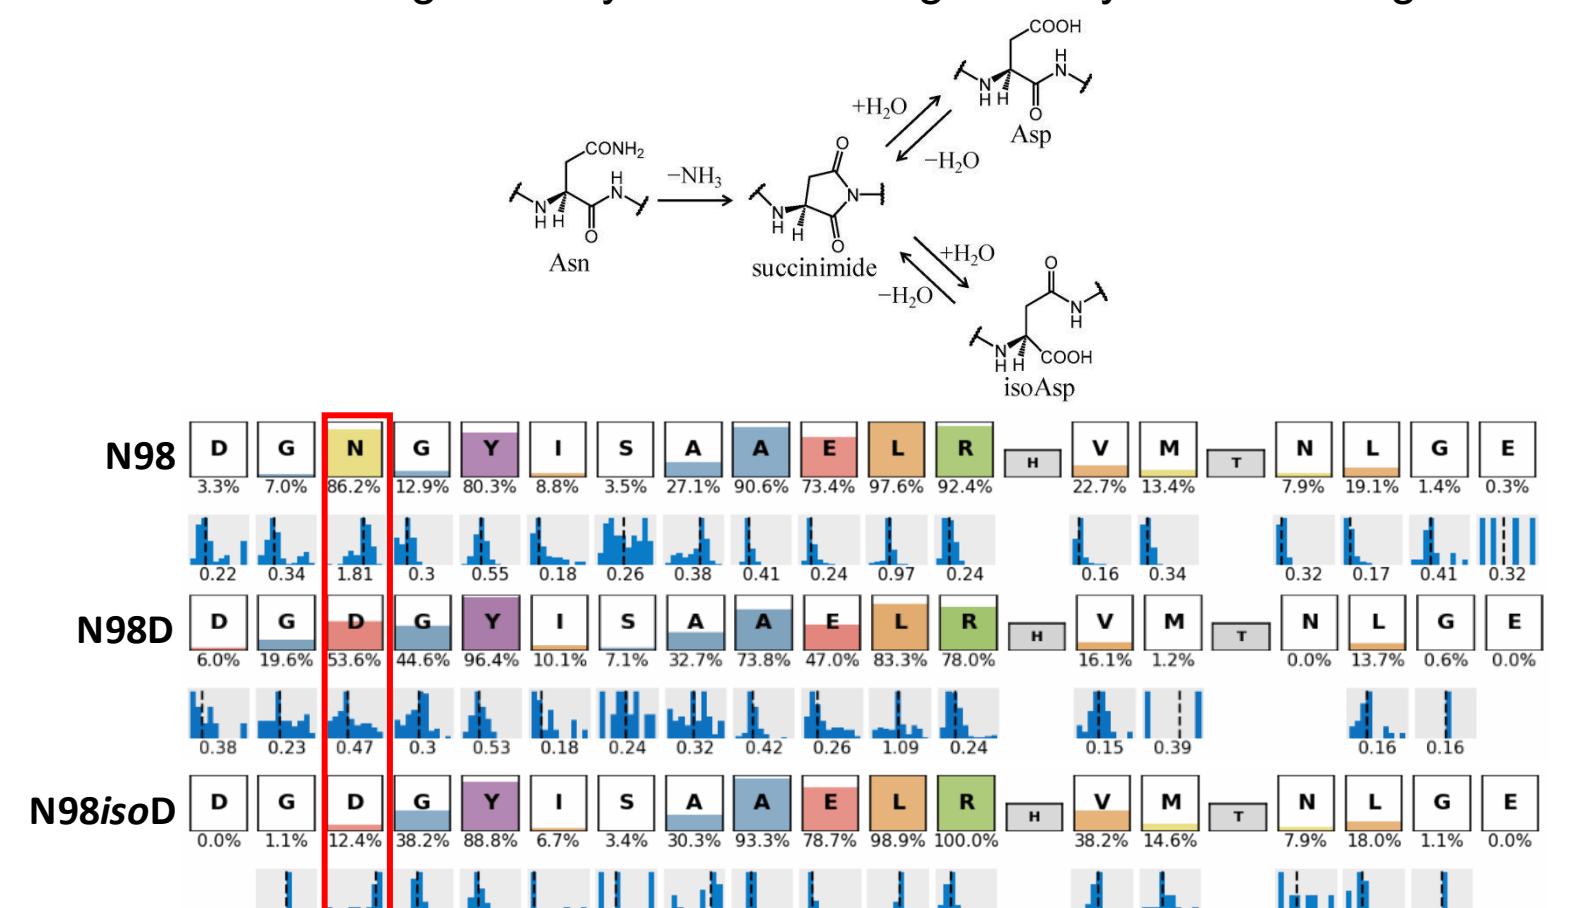 COOH
H
N
N
H H
O
+H₂O
Asp
−H₂O
CONH₂
H
N
N
H H
O
Asn
−NH₃
O
N
N
H
H
O
succinimide
+H₂O
−H₂O
O
N
H
N
H H
COOH
isoAsp
N98 D G N G Y I S A A E L R H V M T N L G E
3.3% 7.0% 86.2% 12.9% 80.3% 8.8% 3.5% 27.1% 90.6% 73.4% 97.6% 92.4% 22.7% 13.4% 7.9% 19.1% 1.4% 0.3%
0.22 0.34 1.81 0.3 0.55 0.18 0.26 0.38 0.41 0.24 0.97 0.24 0.16 0.34 0.32 0.17 0.41 0.32
N98D D G D G Y I S A A E L R H V M T N L G E
6.0% 19.6% 53.6% 44.6% 96.4% 10.1% 7.1% 32.7% 73.8% 47.0% 83.3% 78.0% 16.1% 1.2% 0.0% 13.7% 0.6% 0.0%
0.38 0.23 0.47 0.3 0.53 0.18 0.24 0.32 0.42 0.26 1.09 0.24 0.15 0.39 0.16 0.16
N98isoD D G D G Y I S A A E L R H V M T N L G E
0.0% 1.1% 12.4% 38.2% 88.8% 6.7% 3.4% 30.3% 93.3% 78.7% 98.9% 100.0% 38.2% 14.6% 7.9% 18.0% 1.1% 0.0%